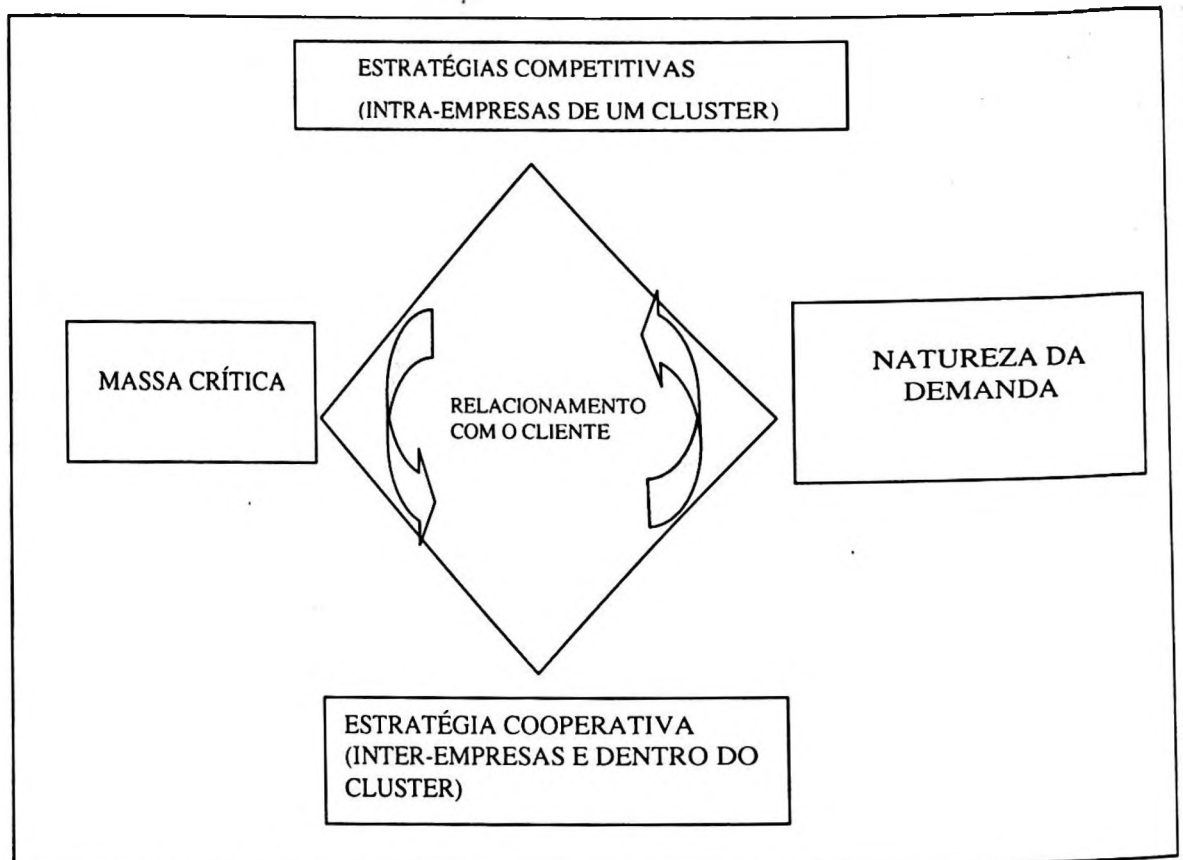 ESTRATÉGIAS COMPETITIVAS
(INTRA-EMPRESAS DE UM CLUSTER)
MASSA CRÍTICA
RELACIONAMENTO
COM O CLIENTE
NATUREZA DA
DEMANDA
ESTRATÉGIA COOPERATIVA
(INTER-EMPRESAS E DENTRO DO
CLUSTER)